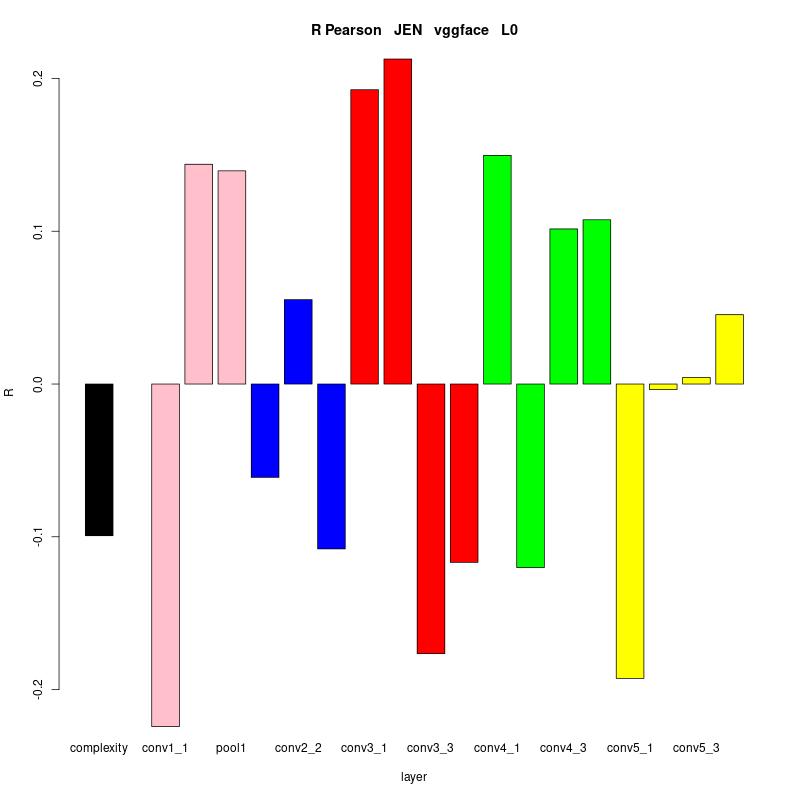 R Pearson JEN vggface L0
R
0.2
0.1
0.0
-0.1
-0.2
complexity conv1_1 pool1 conv2_2 conv3_1 conv3_3 conv4_1 conv4_3 conv5_1 conv5_3
layer